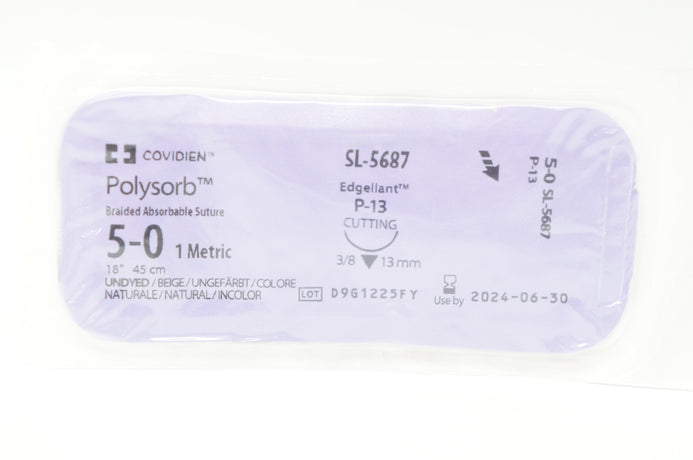 COVIDIEN™
Polysorb™
Braided Absorbable Suture
5-0 1 Metric
18" 45 cm
UNDYED / BEIGE / UNGEFÄRBT / COLORE
NATURALE / NATURAL / INCOLOR
SL-5687
Edgellant™
P-13
CUTTING
3/8 13 mm
LOT D9G1225FY
Use by 2024-06-30
5-0 SL-5687
P-13